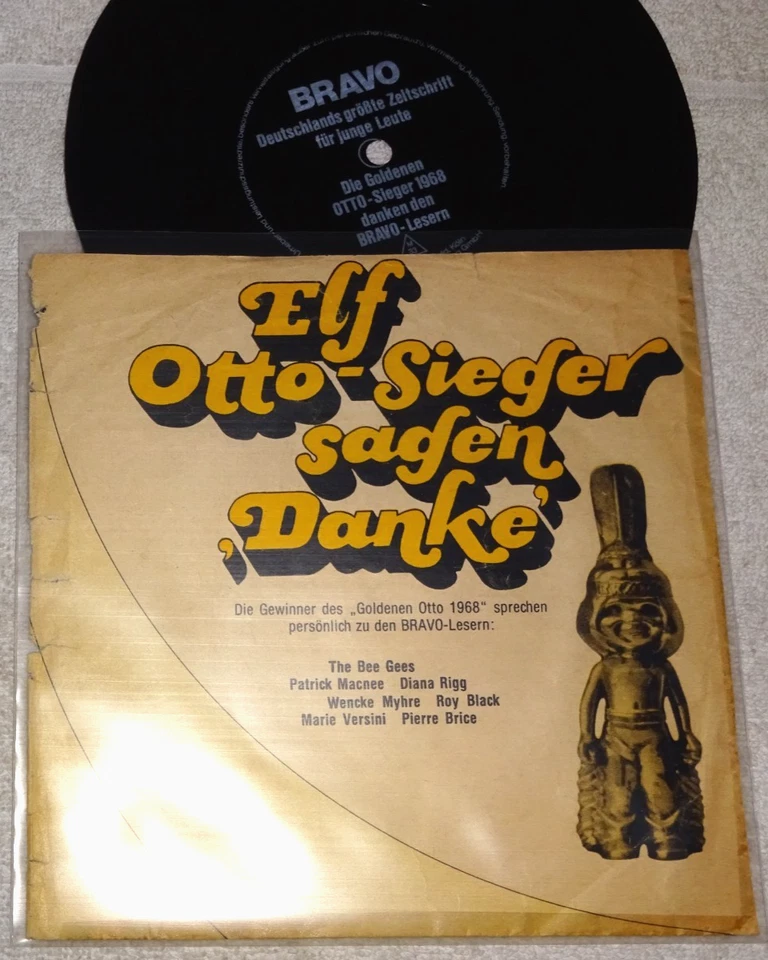 BRAVO
Deutschlands größte Zeitschrift
für junge Leute
Die Goldenen
OTTO-Sieger 1968
danken den
BRAVO-Lesern
Elf
Otto-Sieger
sagen
‚Danke’
Die Gewinner des „Goldenen Otto 1968“ sprechen
persönlich zu den BRAVO-Lesern:
The Bee Gees
Patrick Macnee Diana Rigg
Wencke Myhre Roy Black
Marie Versini Pierre Brice